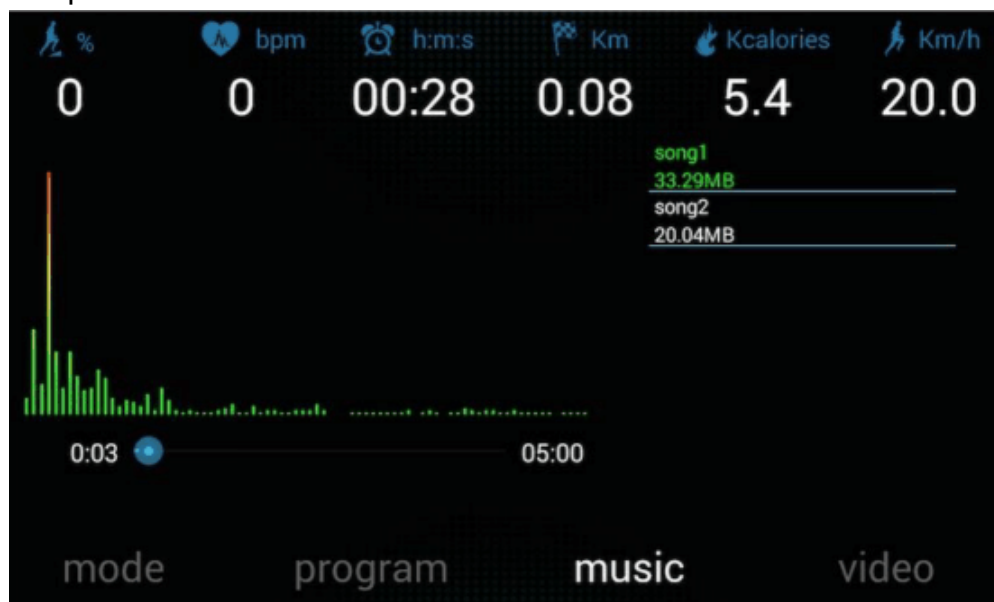 % bpm h:m:s Km Kcalories Km/h
0 0 00:28 0.08 5.4 20.0
song1
33.29MB
song2
20.04MB
0:03 05:00
mode program music video